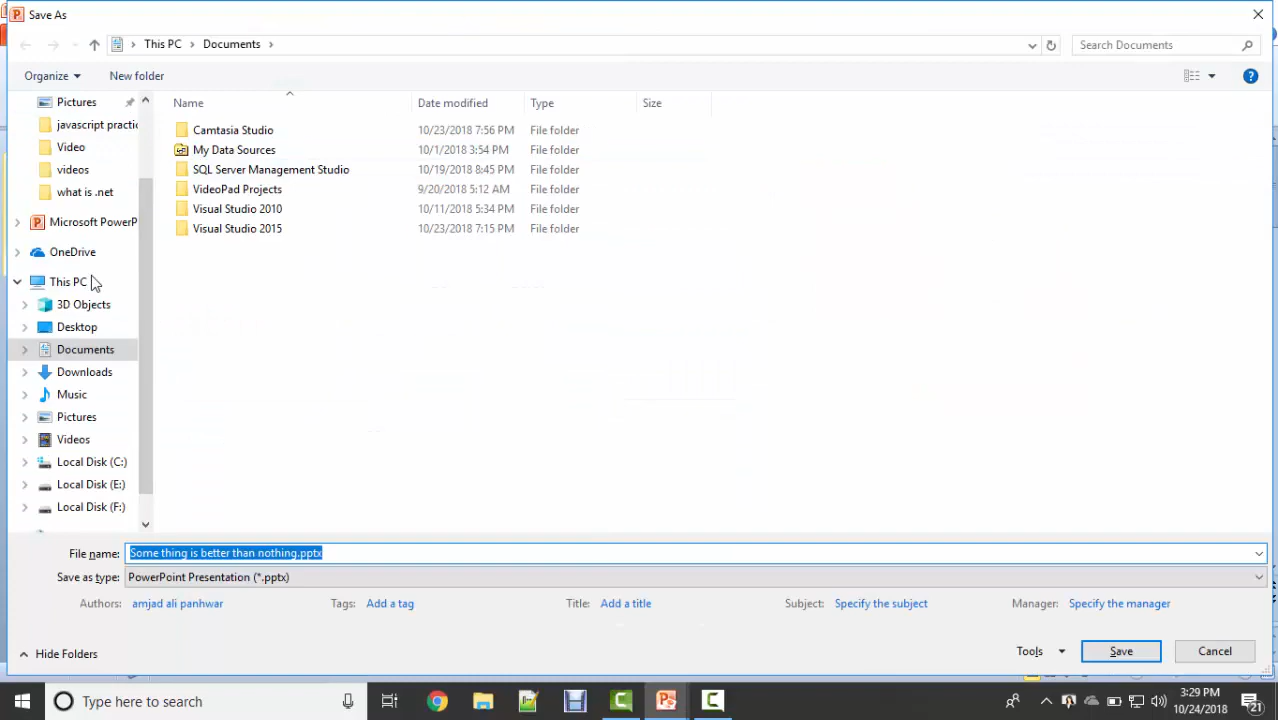 Save As
This PC Documents
Search Documents
Organize New folder
Name Date modified Type Size
Pictures
javascript practic
Video
videos
what is .net
Microsoft PowerP
OneDrive
This PC
3D Objects
Desktop
Documents
Downloads
Music
Pictures
Videos
Local Disk (C:)
Local Disk (E:)
Local Disk (F:)
Camtasia Studio 10/23/2018 7:56 PM File folder
My Data Sources 10/1/2018 3:54 PM File folder
SQL Server Management Studio 10/19/2018 8:45 PM File folder
VideoPad Projects 9/20/2018 5:12 AM File folder
Visual Studio 2010 10/11/2018 5:34 PM File folder
Visual Studio 2015 10/23/2018 7:15 PM File folder
File name: Some thing is better than nothing.pptx
Save as type: PowerPoint Presentation (*.pptx)
Authors: amjad ali panhwar Tags: Add a tag Title: Add a title Subject: Specify the subject Manager: Specify the manager
Hide Folders Tools Save Cancel
Type here to search
3:29 PM
10/24/2018
21